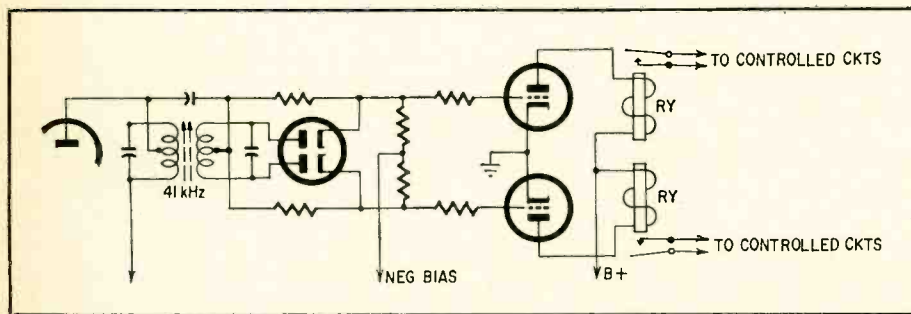 TO CONTROLLED CKTS
RY
41 kHz
RY
TO CONTROLLED CKTS
NEG BIAS
B+